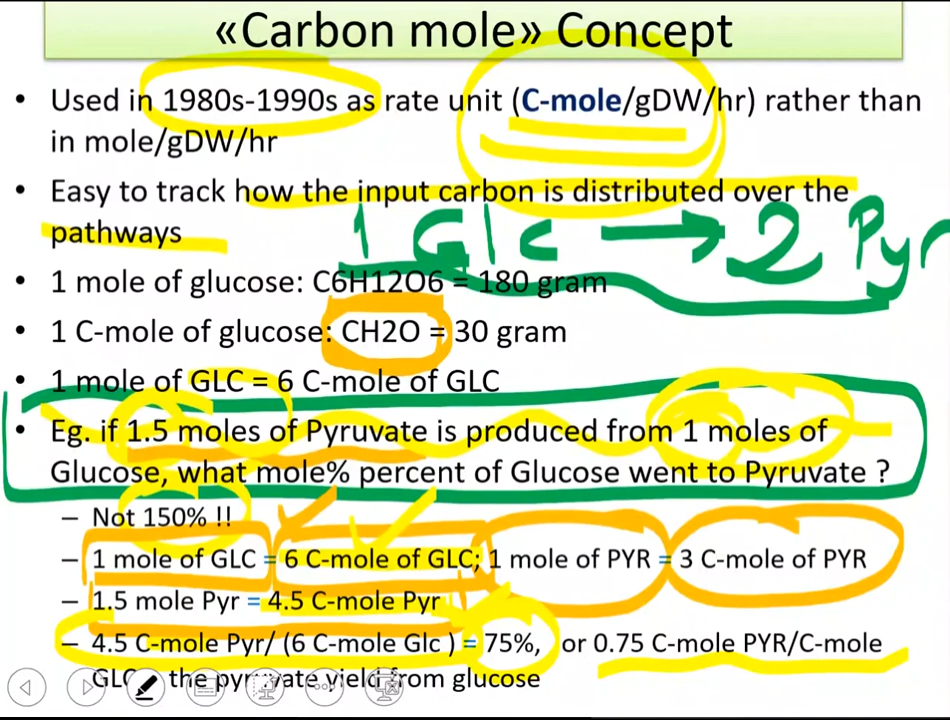 «Carbon mole» Concept
• Used in 1980s-1990s as rate unit (C-mole/gDW/hr) rather than
in mole/gDW/hr
• Easy to track how the input carbon is distributed over the
pathways
1 Glc → 2 Pyr
• 1 mole of glucose: C6H12O6 = 180 gram
• 1 C-mole of glucose: CH2O = 30 gram
• 1 mole of GLC = 6 C-mole of GLC
• Eg. if 1.5 moles of Pyruvate is produced from 1 moles of
Glucose, what mole% percent of Glucose went to Pyruvate ?
– Not 150% !!
– 1 mole of GLC = 6 C-mole of GLC; 1 mole of PYR = 3 C-mole of PYR
– 1.5 mole Pyr = 4.5 C-mole Pyr
– 4.5 C-mole Pyr/ (6 C-mole Glc ) = 75%, or 0.75 C-mole PYR/C-mole
GLC the pyruvate yield from glucose